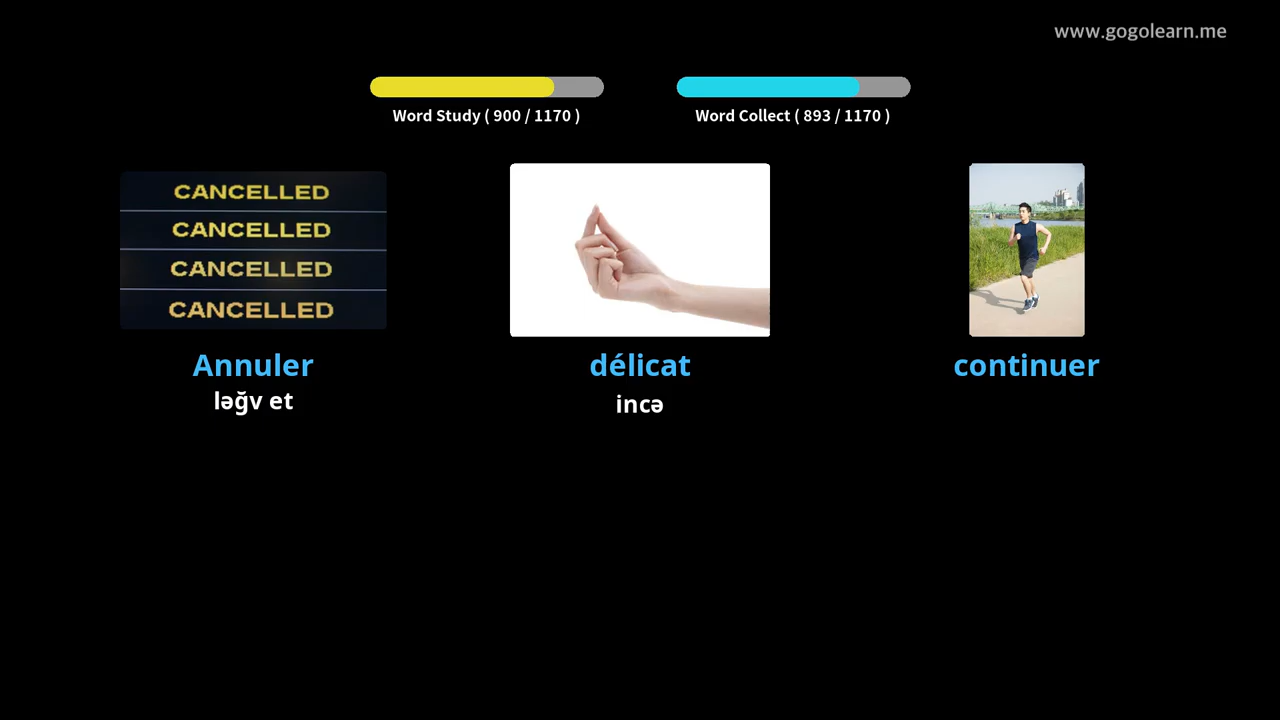 www.gogolearn.me
Word Study ( 900 / 1170 )
Word Collect ( 893 / 1170 )
CANCELLED
CANCELLED
CANCELLED
CANCELLED
Annuler
ləğv et
délicat
incə
continuer